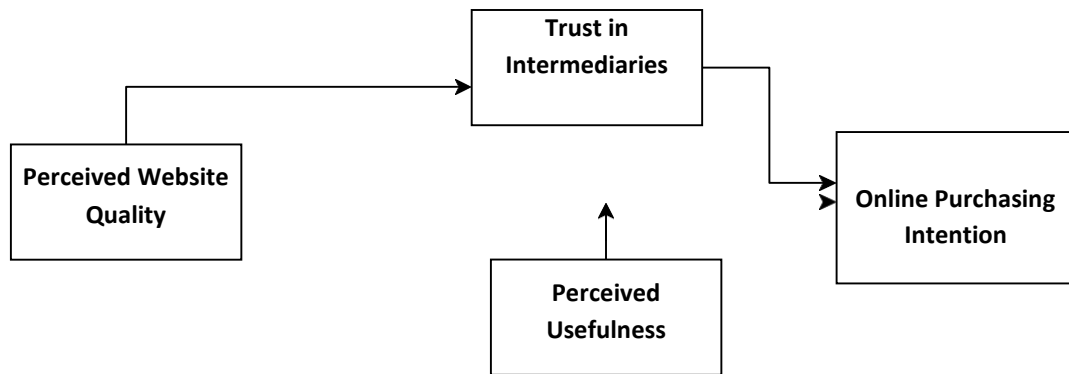 Trust in
Intermediaries
Perceived Website
Quality
Online Purchasing
Intention
Perceived
Usefulness